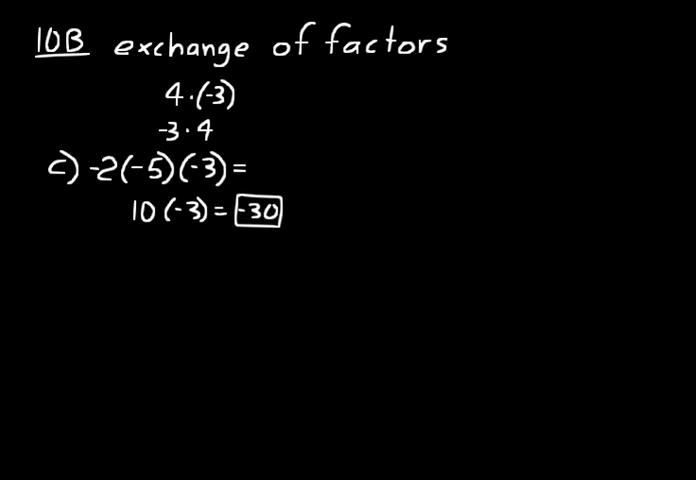 10B exchange of factors
4·(-3)
-3·4
c) -2(-5)(-3)=
10(-3)= -30